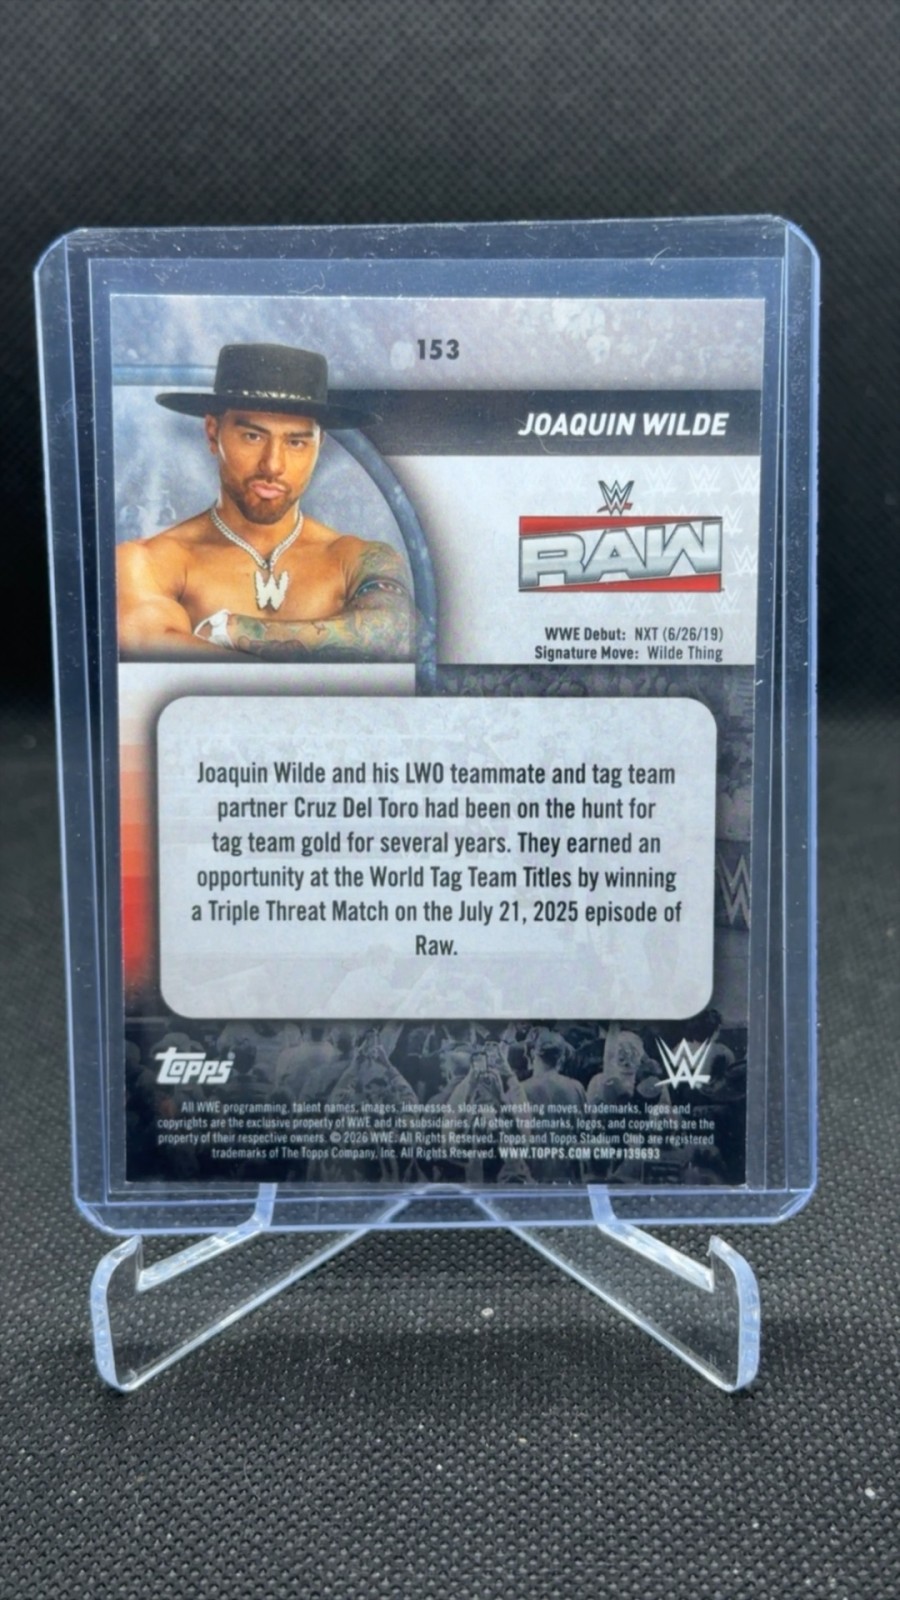 153
JOAQUIN WILDE
W
RAW
WWE Debut: NXT (6/26/19)
Signature Move: Wilde Thing
W
Joaquin Wilde and his LWO teammate and tag team
partner Cruz Del Toro had been on the hunt for
tag team gold for several years. They earned an
opportunity at the World Tag Team Titles by winning
a Triple Threat Match on the July 21, 2025 episode of
Raw.
Topps
W
All WWE programming, talent names, images, likenesses, slogans, wrestling moves, trademarks, logos and
copyrights are the exclusive property of WWE and its subsidiaries. All other trademarks, logos, and copyrights are the
property of their respective owners. © 2026 WWE. All Rights Reserved. Topps and Topps Stadium Club are registered
trademarks of The Topps Company, Inc. All Rights Reserved. WWW.TOPPS.COM CMP#139693